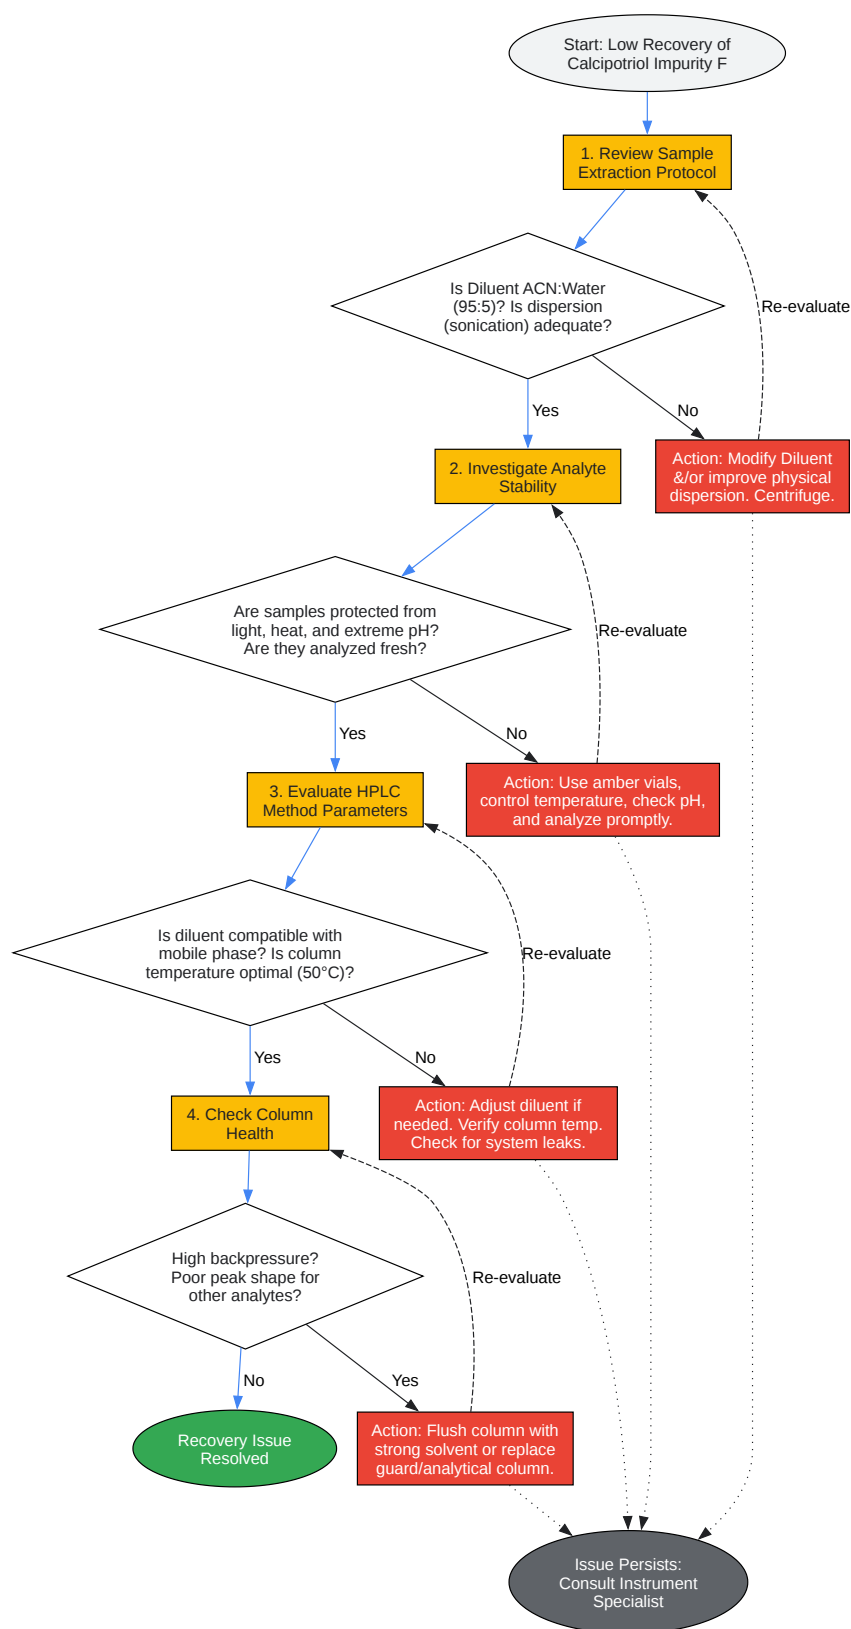 Start: Low Recovery of
Calcipotriol Impurity F
1. Review Sample
Extraction Protocol
Is Diluent ACN:Water
(95:5)? Is dispersion
(sonication) adequate?
Re-evaluate
Yes
No
Action: Modify Diluent
&/or improve physical
dispersion. Centrifuge.
2. Investigate Analyte
Stability
Are samples protected from
light, heat, and extreme pH?
Are they analyzed fresh?
Re-evaluate
Yes
No
Action: Use amber vials,
control temperature, check pH,
and analyze promptly.
3. Evaluate HPLC
Method Parameters
Is diluent compatible with
mobile phase? Is column
temperature optimal (50°C)?
Re-evaluate
Yes
No
Action: Adjust diluent if
needed. Verify column temp.
Check for system leaks.
4. Check Column
Health
High backpressure?
Poor peak shape for
other analytes?
Re-evaluate
No
Yes
Action: Flush column with
strong solvent or replace
guard/analytical column.
Recovery Issue
Resolved
Issue Persists:
Consult Instrument
Specialist